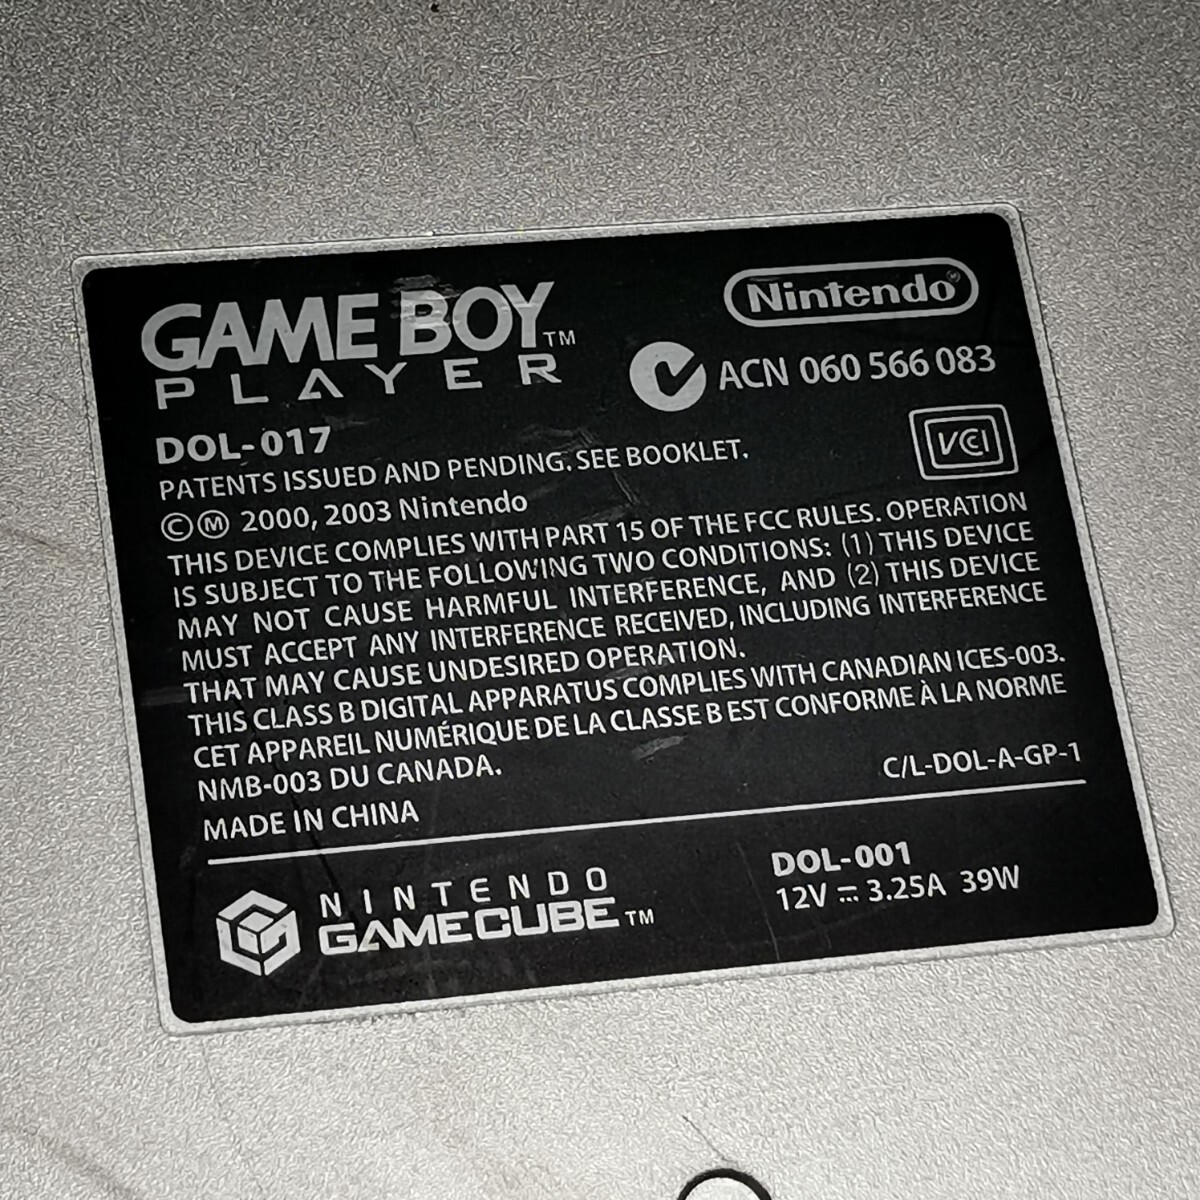 GAME BOY™
PLAYER
Nintendo®
ACN 060 566 083
DOL-017
VCCI
PATENTS ISSUED AND PENDING. SEE BOOKLET.
©Ⓜ 2000, 2003 Nintendo
THIS DEVICE COMPLIES WITH PART 15 OF THE FCC RULES. OPERATION
IS SUBJECT TO THE FOLLOWING TWO CONDITIONS: (1) THIS DEVICE
MAY NOT CAUSE HARMFUL INTERFERENCE, AND (2) THIS DEVICE
MUST ACCEPT ANY INTERFERENCE RECEIVED, INCLUDING INTERFERENCE
THAT MAY CAUSE UNDESIRED OPERATION.
THIS CLASS B DIGITAL APPARATUS COMPLIES WITH CANADIAN ICES-003.
CET APPAREIL NUMÉRIQUE DE LA CLASSE B EST CONFORME À LA NORME
NMB-003 DU CANADA.
C/L-DOL-A-GP-1
MADE IN CHINA
NINTENDO
GAMECUBE™
DOL-001
12V ⎓ 3.25A 39W